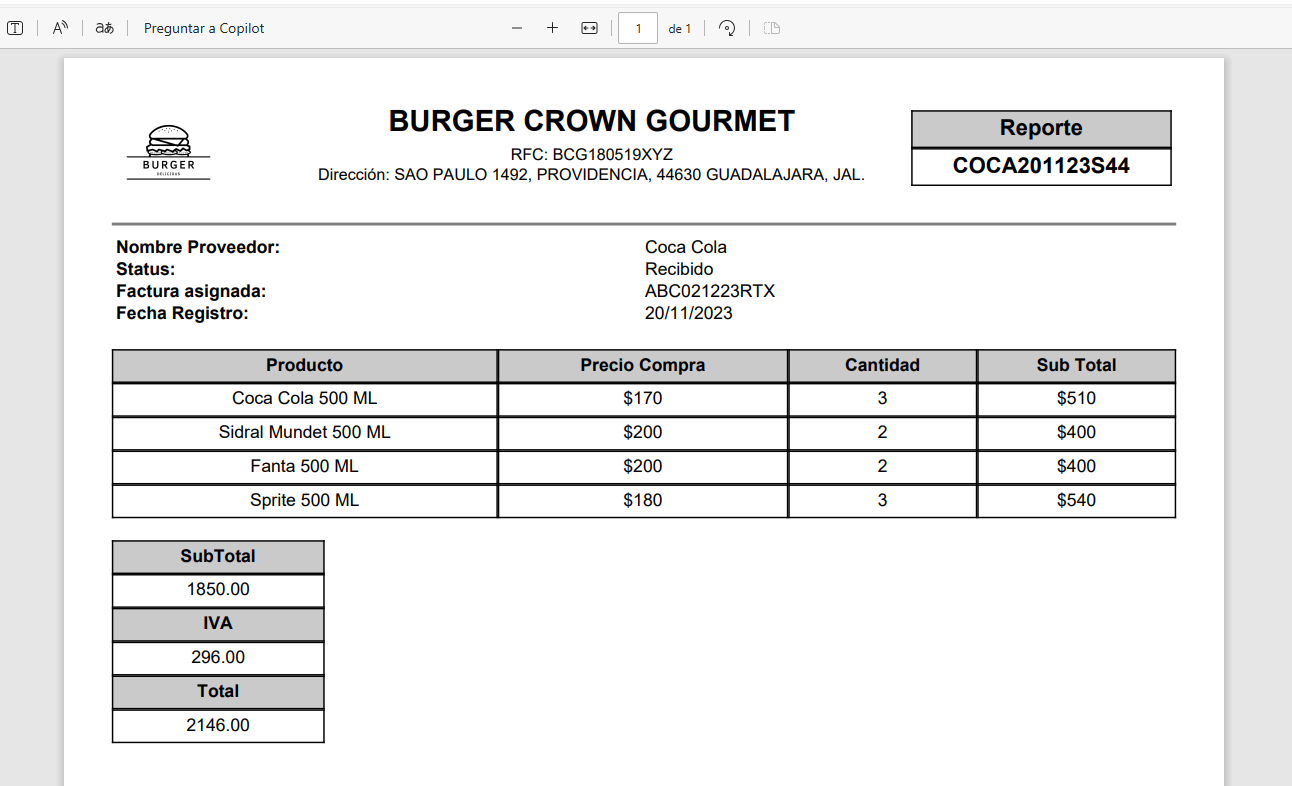 Preguntar a Copilot
1 de 1
BURGER
DELICIOUS
BURGER CROWN GOURMET
RFC: BCG180519XYZ
Dirección: SAO PAULO 1492, PROVIDENCIA, 44630 GUADALAJARA, JAL.
Reporte
COCA201123S44
Nombre Proveedor: Coca Cola
Status: Recibido
Factura asignada: ABC021223RTX
Fecha Registro: 20/11/2023
Producto Precio Compra Cantidad Sub Total
Coca Cola 500 ML $170 3 $510
Sidral Mundet 500 ML $200 2 $400
Fanta 500 ML $200 2 $400
Sprite 500 ML $180 3 $540
SubTotal
1850.00
IVA
296.00
Total
2146.00